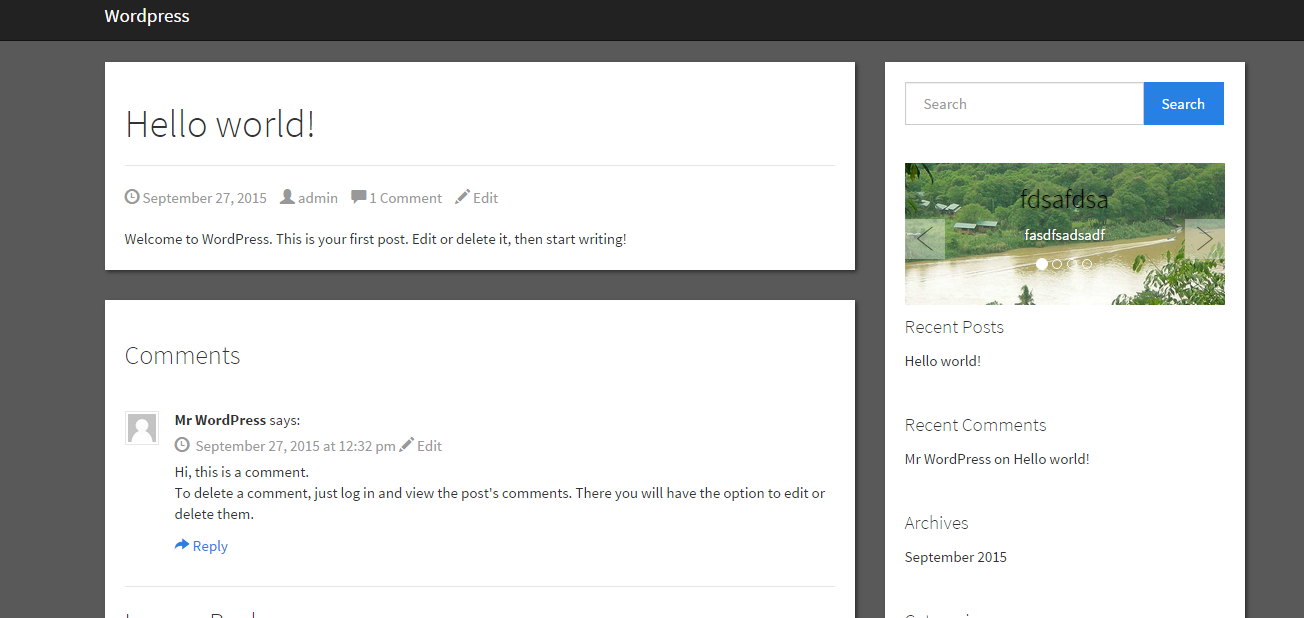 Wordpress
Hello world!
September 27, 2015 admin 1 Comment Edit
Welcome to WordPress. This is your first post. Edit or delete it, then start writing!
Comments
Mr WordPress says:
September 27, 2015 at 12:32 pm Edit
Hi, this is a comment.
To delete a comment, just log in and view the post's comments. There you will have the option to edit or
delete them.
Reply
Search Search
fdsafdsa
fasdfsadsadf
Recent Posts
Hello world!
Recent Comments
Mr WordPress on Hello world!
Archives
September 2015